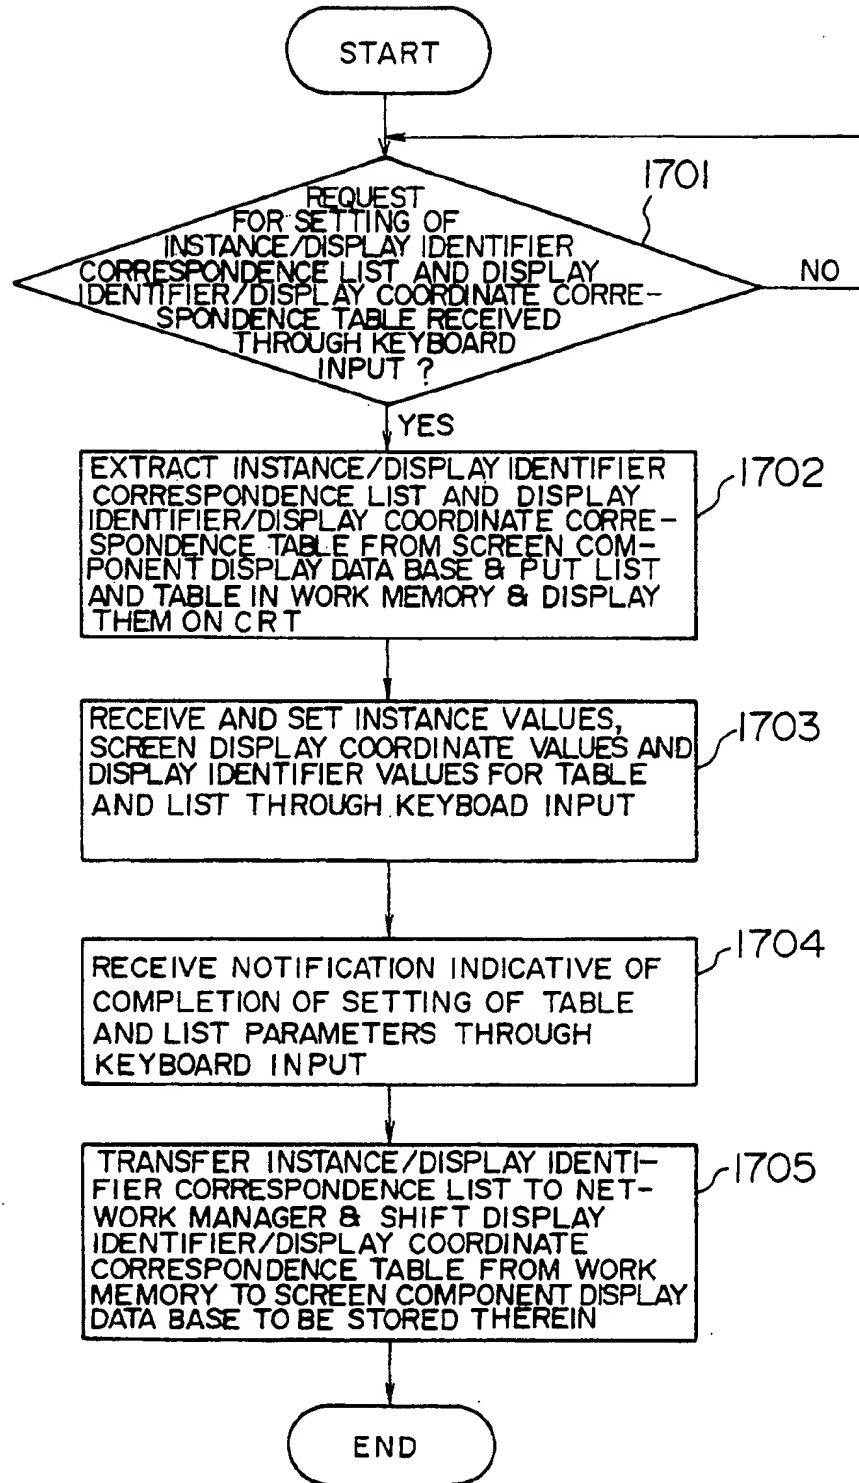 START
1701
REQUEST
FOR SETTING OF
INSTANCE/DISPLAY IDENTIFIER
CORRESPONDENCE LIST AND DISPLAY
IDENTIFIER/DISPLAY COORDINATE CORRE-
SPONDENCE TABLE RECEIVED
THROUGH KEYBOARD
INPUT ?
NO
YES
1702
EXTRACT INSTANCE/DISPLAY IDENTIFIER
CORRESPONDENCE LIST AND DISPLAY
IDENTIFIER/DISPLAY COORDINATE CORRE-
SPONDENCE TABLE FROM SCREEN COM-
PONENT DISPLAY DATA BASE & PUT LIST
AND TABLE IN WORK MEMORY & DISPLAY
THEM ON CRT
1703
RECEIVE AND SET INSTANCE VALUES,
SCREEN DISPLAY COORDINATE VALUES AND
DISPLAY IDENTIFIER VALUES FOR TABLE
AND LIST THROUGH KEYBOAD INPUT
1704
RECEIVE NOTIFICATION INDICATIVE OF
COMPLETION OF SETTING OF TABLE
AND LIST PARAMETERS THROUGH
KEYBOARD INPUT
1705
TRANSFER INSTANCE/DISPLAY IDENTI-
FIER CORRESPONDENCE LIST TO NET-
WORK MANAGER & SHIFT DISPLAY
IDENTIFIER/DISPLAY COORDINATE
CORRESPONDENCE TABLE FROM WORK
MEMORY TO SCREEN COMPONENT DISPLAY
DATA BASE TO BE STORED THEREIN
END